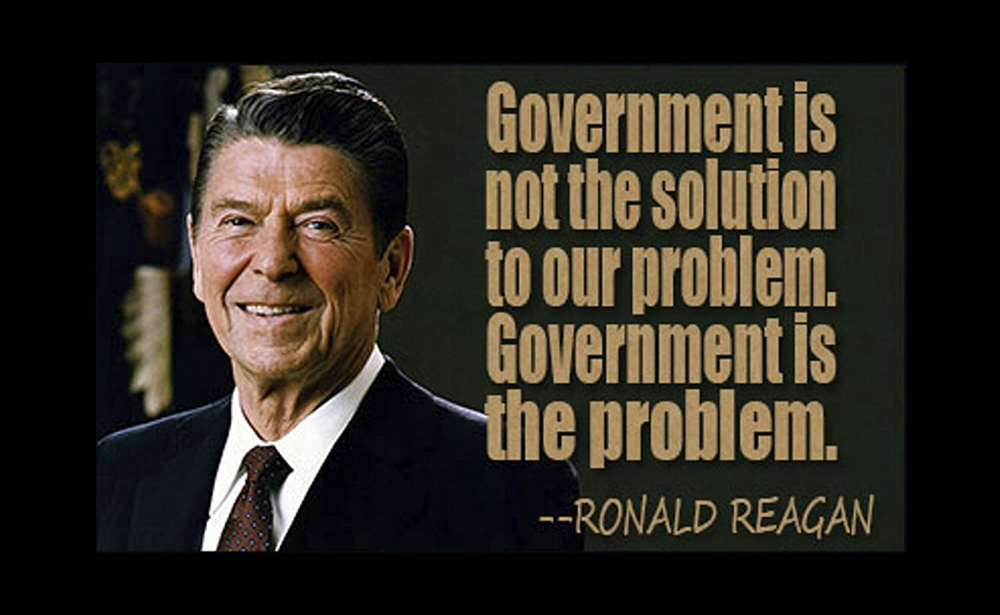 Government is
not the solution
to our problem.
Government is
the problem.
--RONALD REAGAN